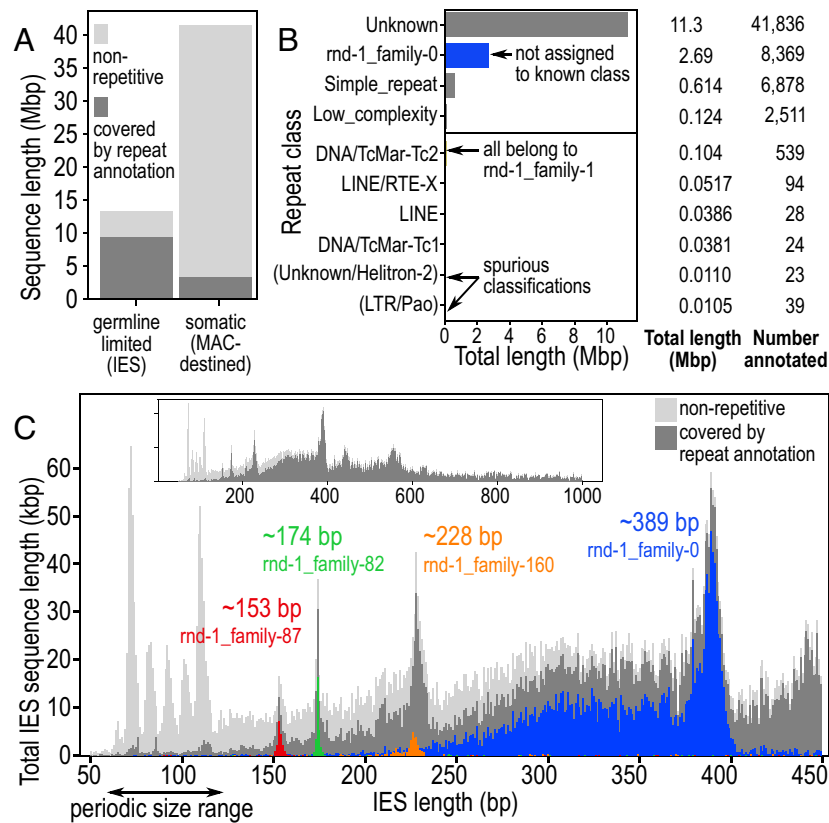 A
Sequence length (Mbp)
40
35
30
25
20
15
10
5
0
non-
repetitive
covered
by repeat
annotation
germline
limited
(IES)
somatic
(MAC-
destined)
B
Repeat class
Unknown 11.3 41,836
rnd-1_family-0 2.69 8,369
Simple_repeat 0.614 6,878
Low_complexity 0.124 2,511
DNA/TcMar-Tc2 0.104 539
LINE/RTE-X 0.0517 94
LINE 0.0386 28
DNA/TcMar-Tc1 0.0381 24
(Unknown/Helitron-2) 0.0110 23
(LTR/Pao) 0.0105 39
not assigned
to known class
all belong to
rnd-1_family-1
spurious
classifications
0 2 4 6 8 10
Total length (Mbp)
Total length
(Mbp)
Number
annotated
C
non-repetitive
covered by
repeat annotation
200 400 600 800 1000
Total IES sequence length (kbp)
60
50
40
30
20
10
0
~153 bp
rnd-1_family-87
~174 bp
rnd-1_family-82
~228 bp
rnd-1_family-160
~389 bp
rnd-1_family-0
50 100 150 200 250 300 350 400 450
periodic size range
IES length (bp)